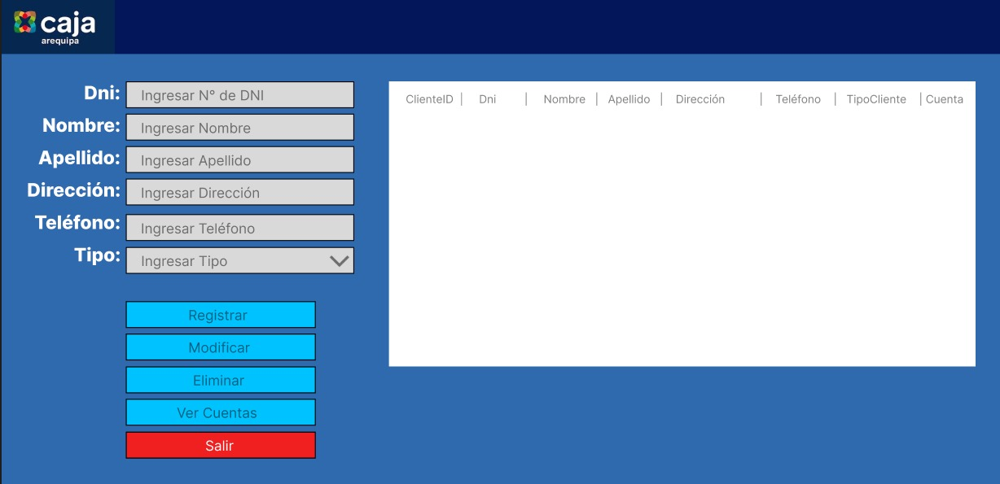 caja
arequipa
Dni: Ingresar N° de DNI
Nombre: Ingresar Nombre
Apellido: Ingresar Apellido
Dirección: Ingresar Dirección
Teléfono: Ingresar Teléfono
Tipo: Ingresar Tipo
Registrar
Modificar
Eliminar
Ver Cuentas
Salir
ClienteID | Dni | Nombre | Apellido | Dirección | Teléfono | TipoCliente | Cuenta